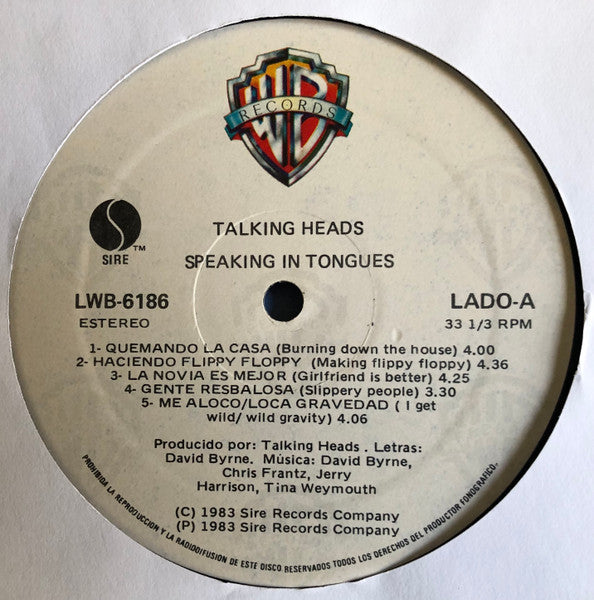 WB
RECORDS
SIRE TM
TALKING HEADS
SPEAKING IN TONGUES
LWB-6186
LADO-A
ESTEREO
33 1/3 RPM
1- QUEMANDO LA CASA (Burning down the house) 4.00
2- HACIENDO FLIPPY FLOPPY (Making flippy floppy) 4.36
3- LA NOVIA ES MEJOR (Girlfriend is better) 4.25
4- GENTE RESBALOSA (Slippery people) 3.30
5- ME ALOCO/LOCA GRAVEDAD ( I get
wild/ wild gravity) 4.06
Producido por: Talking Heads . Letras:
David Byrne. Música: David Byrne,
Chris Frantz, Jerry
Harrison, Tina Weymouth
(C) 1983 Sire Records Company
(P) 1983 Sire Records Company
PROHIBIDA LA REPRODUCCION Y LA RADIODIFUSION DE ESTE DISCO. RESERVADOS TODOS LOS DERECHOS DEL PRODUCTOR FONOGRAFICO.